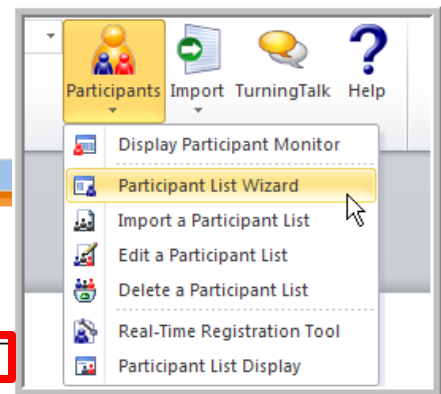 Participants Import TurningTalk Help
Display Participant Monitor
Participant List Wizard
Import a Participant List
Edit a Participant List
Delete a Participant List
Real-Time Registration Tool
Participant List Display